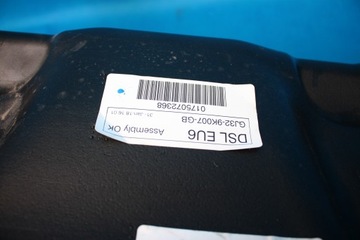 DSL EU6
GJ32-9K007-GB
Assembly OK
0175072368